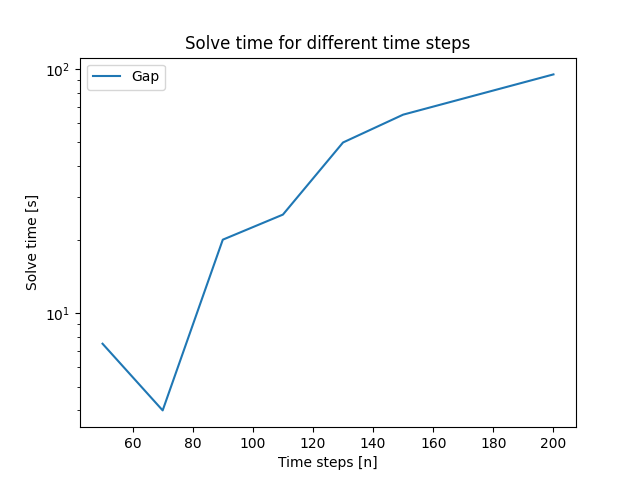 Solve time for different time steps
Gap
10²
10¹
Solve time [s]
60 80 100 120 140 160 180 200
Time steps [n]